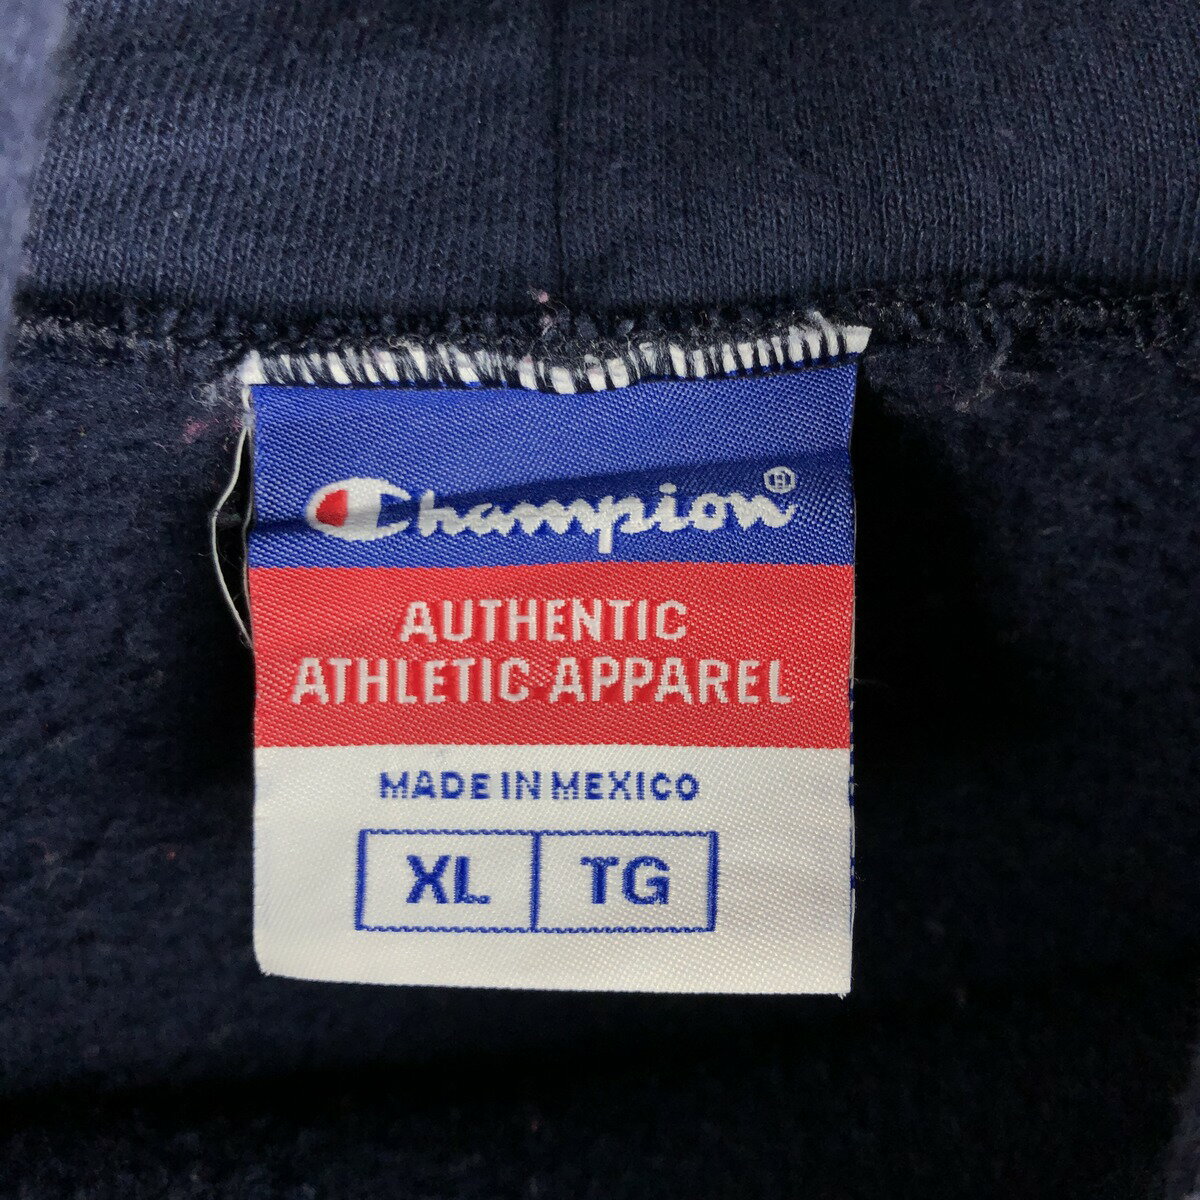 Champion®
AUTHENTIC
ATHLETIC APPAREL
MADE IN MEXICO
XL TG